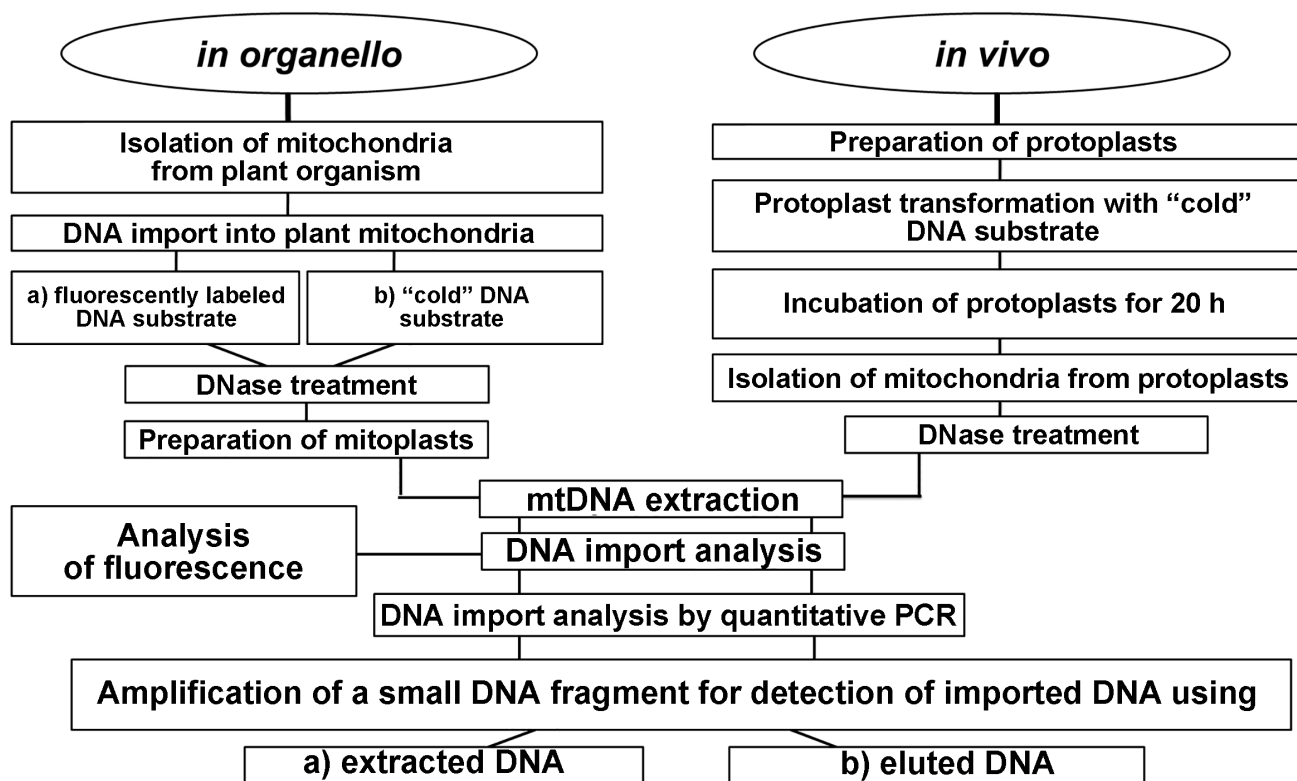 in organello
Isolation of mitochondria
from plant organism
DNA import into plant mitochondria
a) fluorescently labeled
DNA substrate
b) “cold” DNA
substrate
DNase treatment
Preparation of mitoplasts
in vivo
Preparation of protoplasts
Protoplast transformation with “cold”
DNA substrate
Incubation of protoplasts for 20 h
Isolation of mitochondria from protoplasts
DNase treatment
mtDNA extraction
Analysis
of fluorescence
DNA import analysis
DNA import analysis by quantitative PCR
Amplification of a small DNA fragment for detection of imported DNA using
a) extracted DNA
b) eluted DNA